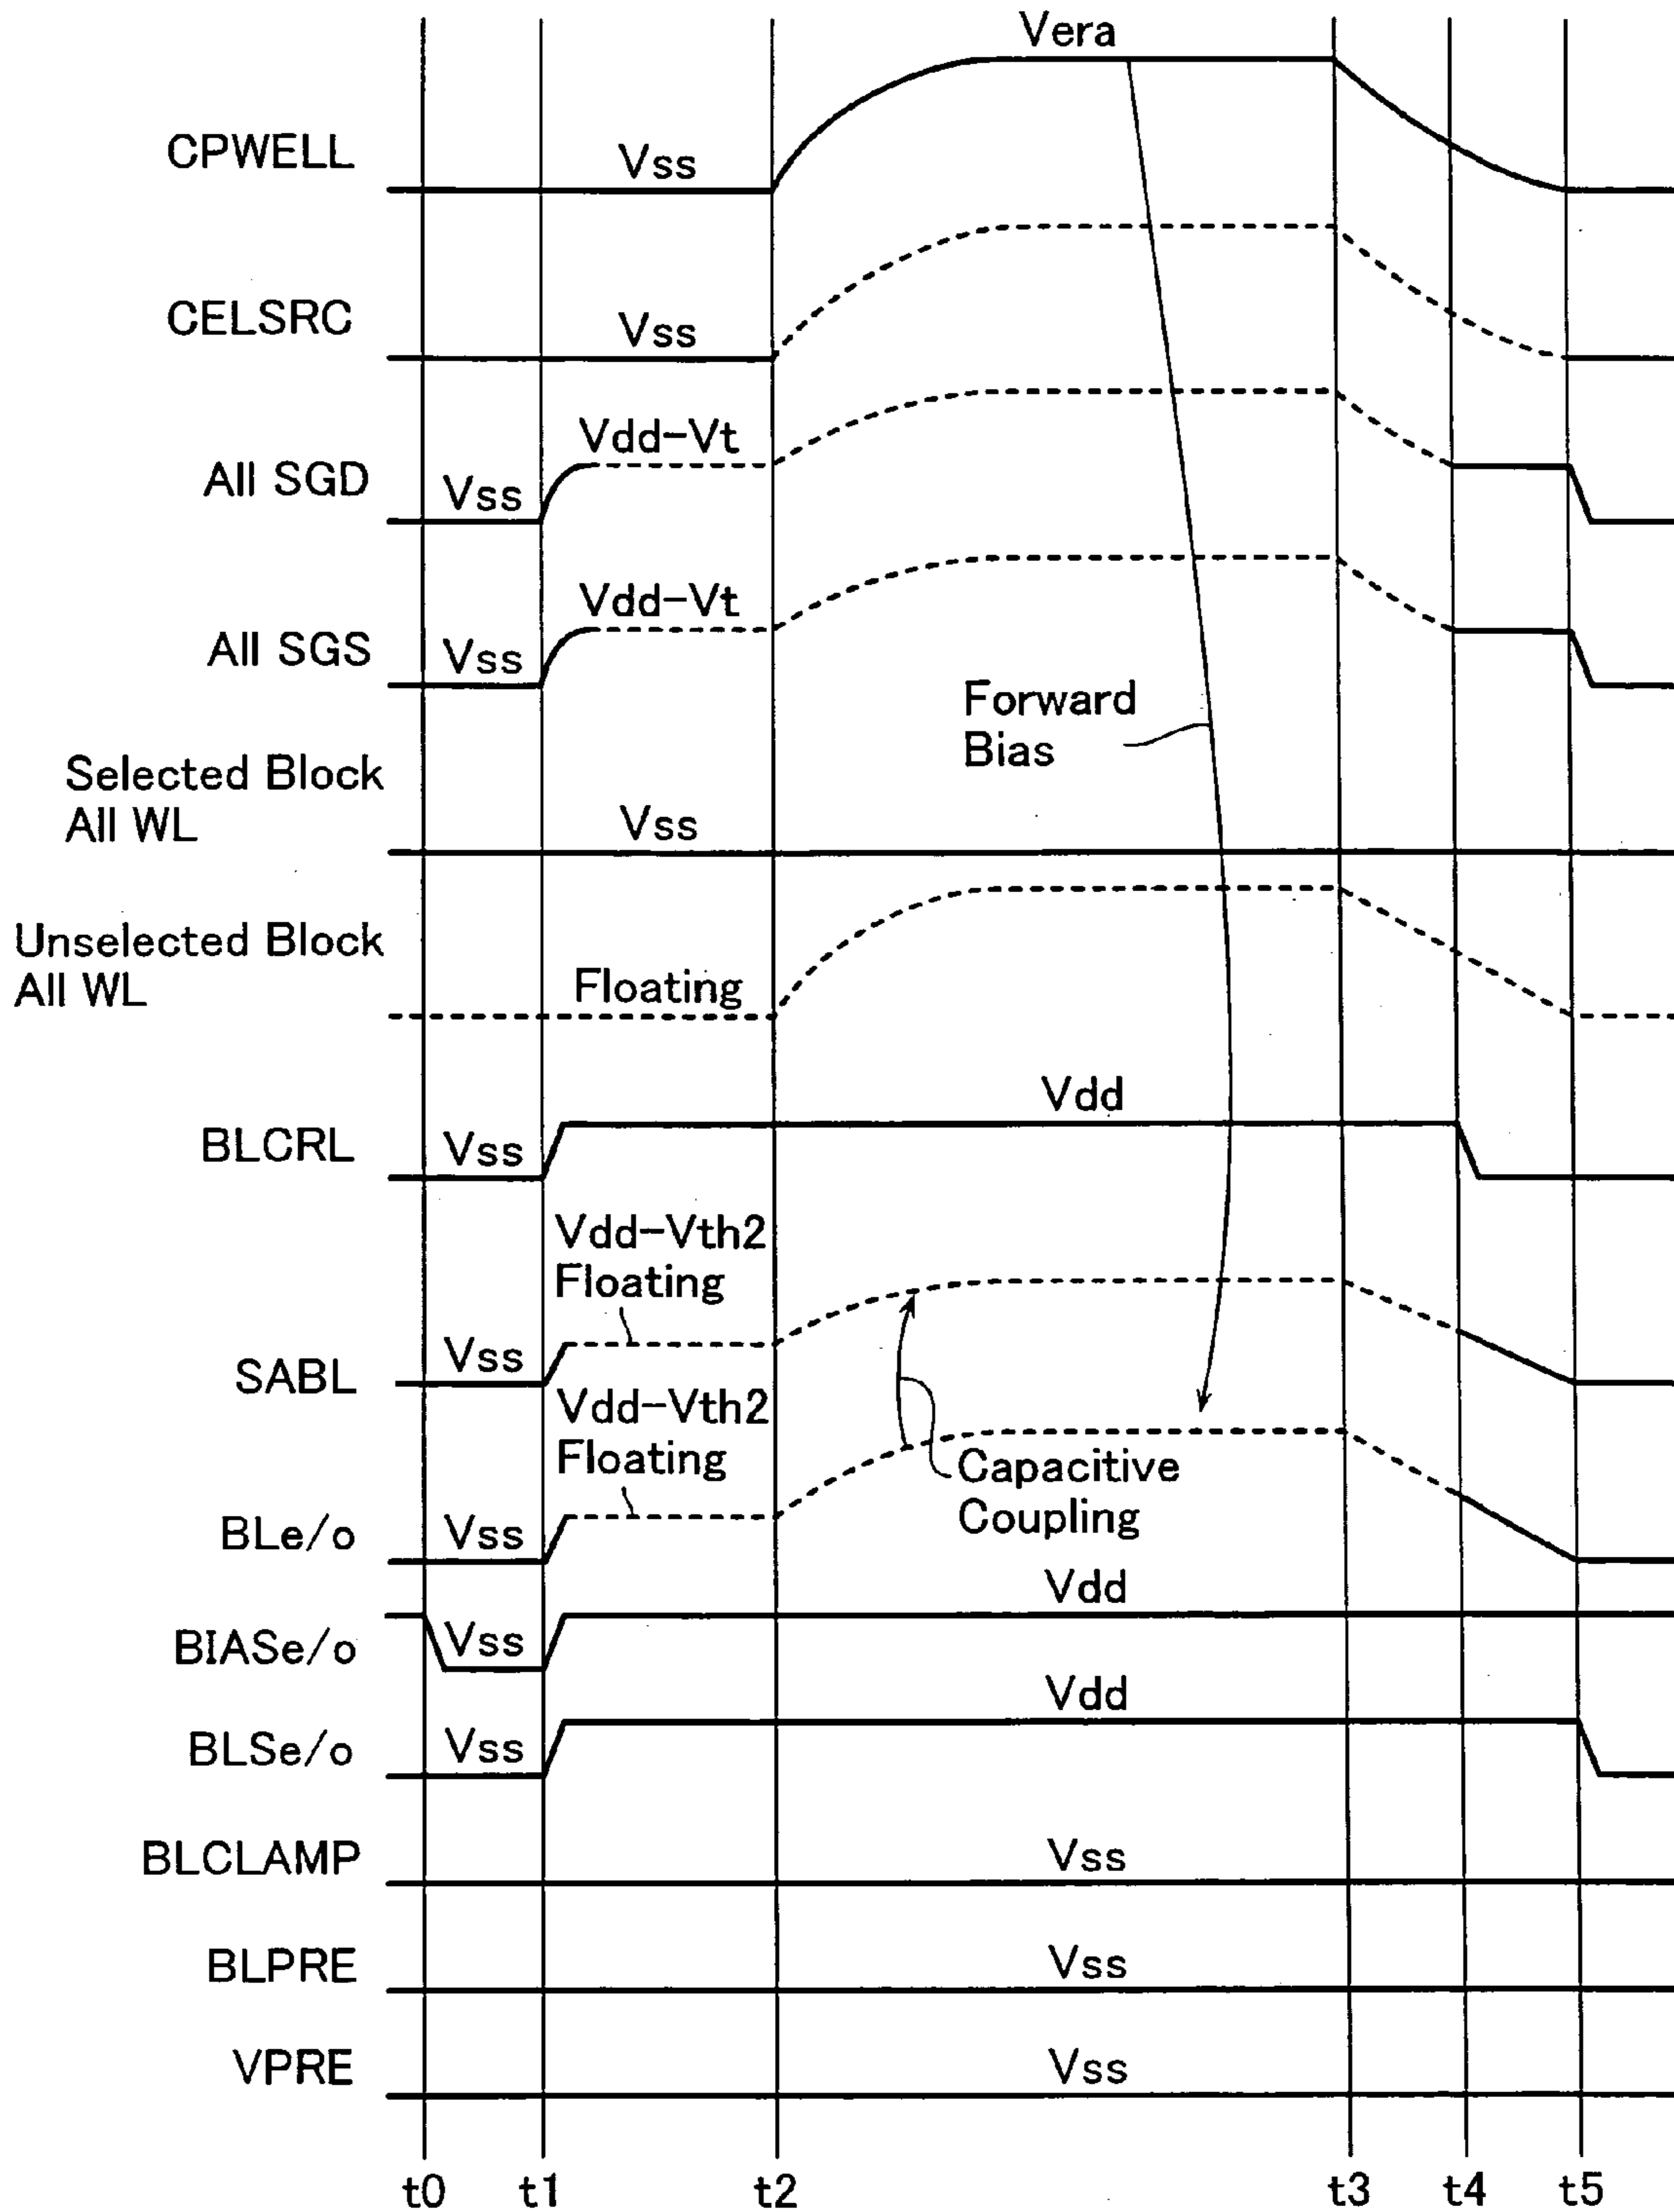 Vera
CPWELL
Vss
CELSRC
Vss
Vdd-Vt
All SGD
Vss
Vdd-Vt
All SGS
Vss
Forward
Bias
Selected Block
All WL
Vss
Unselected Block
All WL
Floating
Vdd
BLCRL
Vss
Vdd-Vth2
Floating
SABL
Vss
Vdd-Vth2
Floating
Capacitive
Coupling
BLe/o
Vss
Vdd
BIASe/o
Vss
Vdd
BLSe/o
Vss
BLCLAMP
Vss
BLPRE
Vss
VPRE
Vss
t0 t1 t2 t3 t4 t5